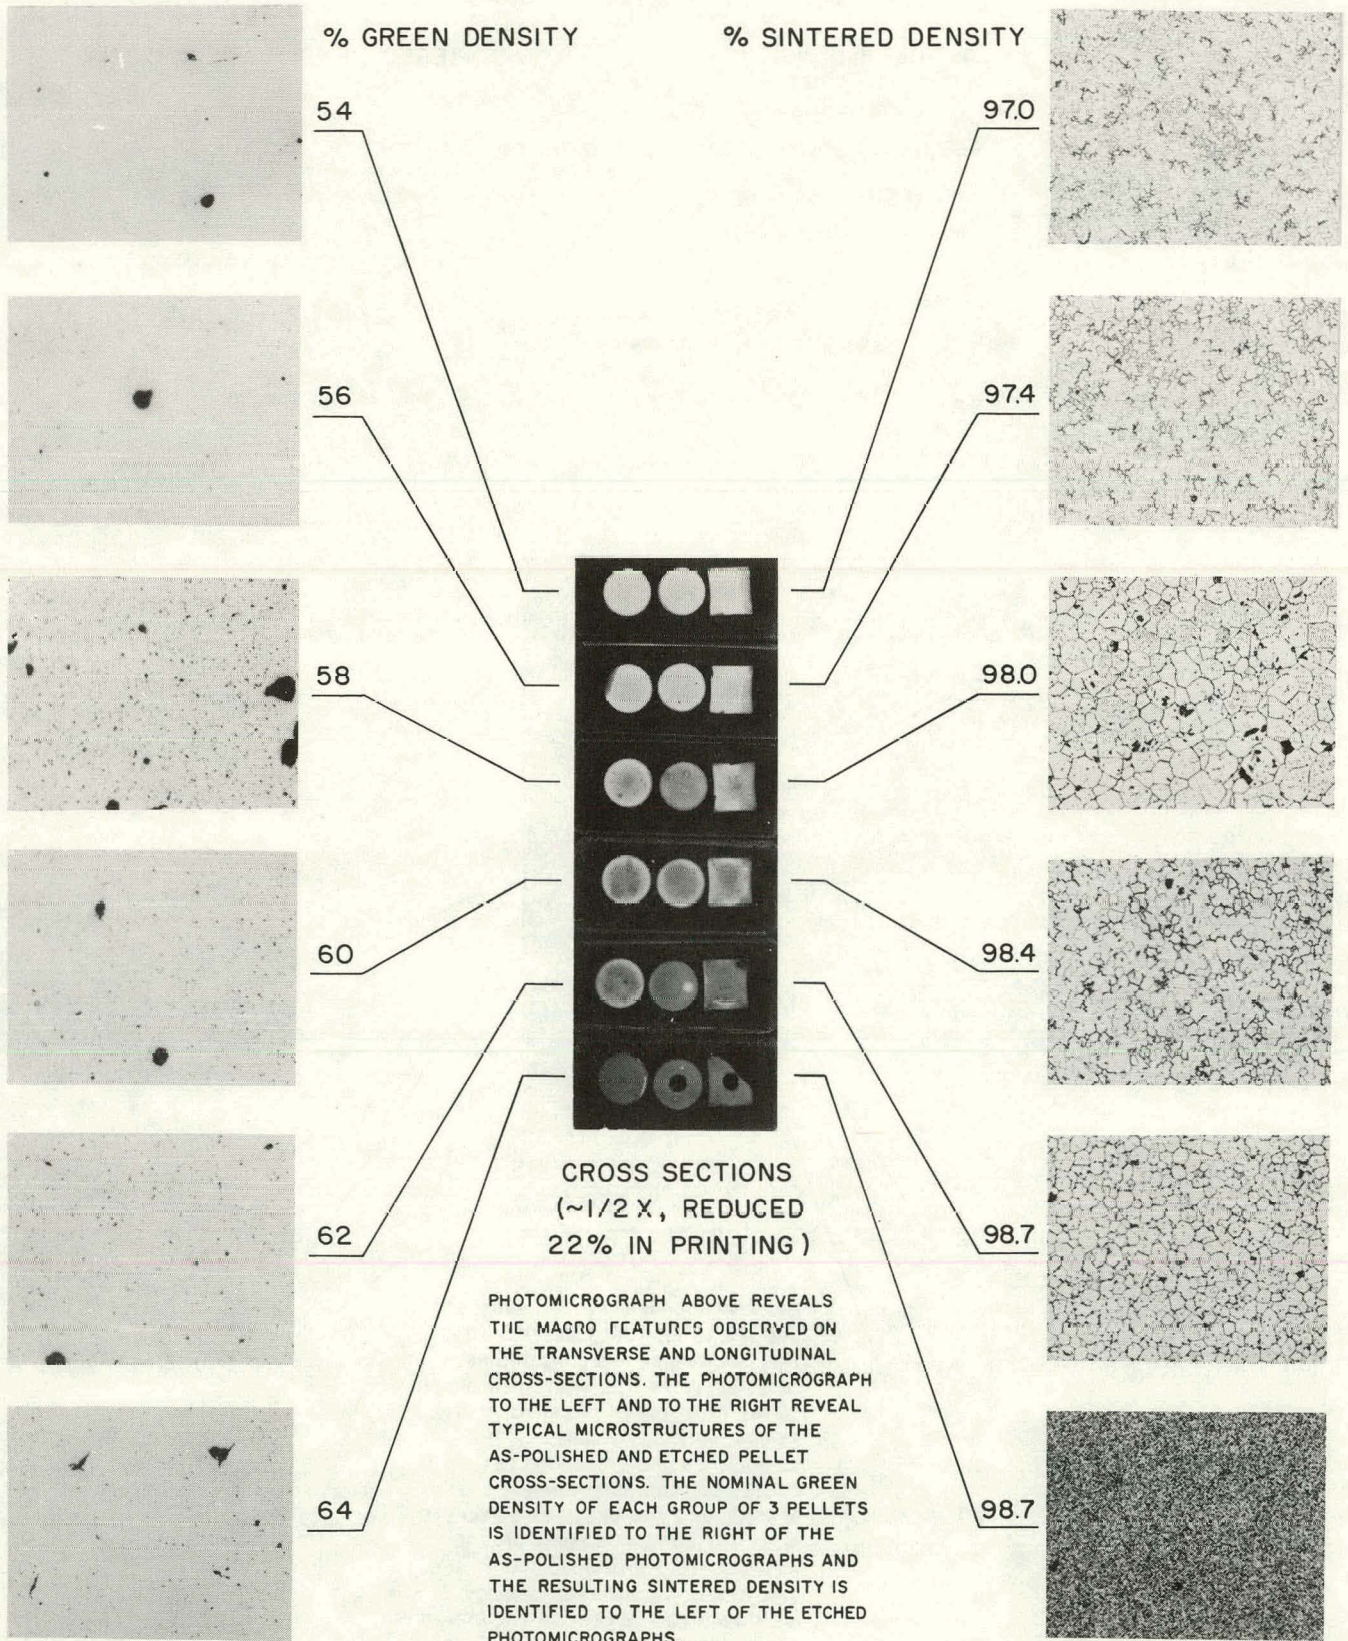 % GREEN DENSITY
% SINTERED DENSITY
54
97.0
56
97.4
58
98.0
60
98.4
62
98.7
64
98.7
CROSS SECTIONS
(~1/2 X, REDUCED
22% IN PRINTING)
PHOTOMICROGRAPH ABOVE REVEALS
THE MACRO FEATURES OBSERVED ON
THE TRANSVERSE AND LONGITUDINAL
CROSS-SECTIONS. THE PHOTOMICROGRAPH
TO THE LEFT AND TO THE RIGHT REVEAL
TYPICAL MICROSTRUCTURES OF THE
AS-POLISHED AND ETCHED PELLET
CROSS-SECTIONS. THE NOMINAL GREEN
DENSITY OF EACH GROUP OF 3 PELLETS
IS IDENTIFIED TO THE RIGHT OF THE
AS-POLISHED PHOTOMICROGRAPHS AND
THE RESULTING SINTERED DENSITY IS
IDENTIFIED TO THE LEFT OF THE ETCHED
PHOTOMICROGRAPHS.